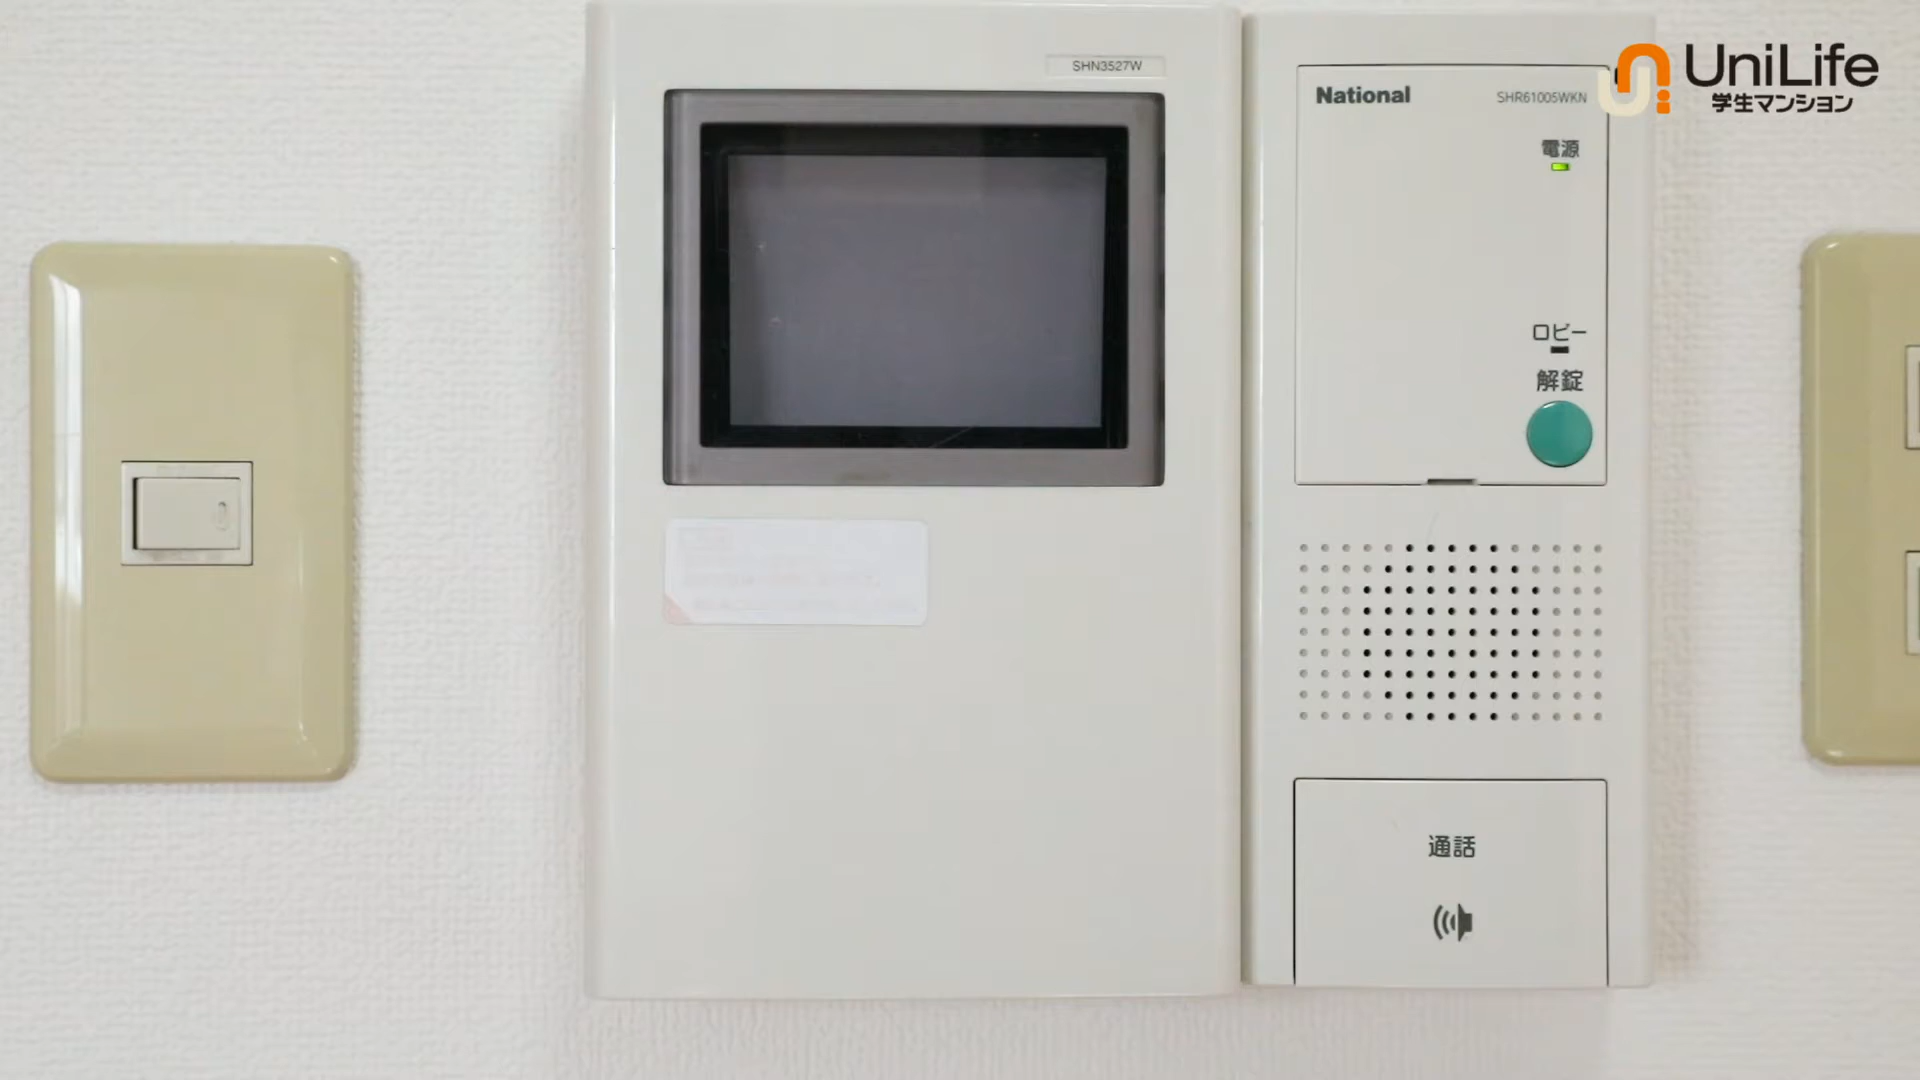 SHN3527W
National
SHR61005WKN
電源
ロビー
解錠
通話
UniLife
学生マンション